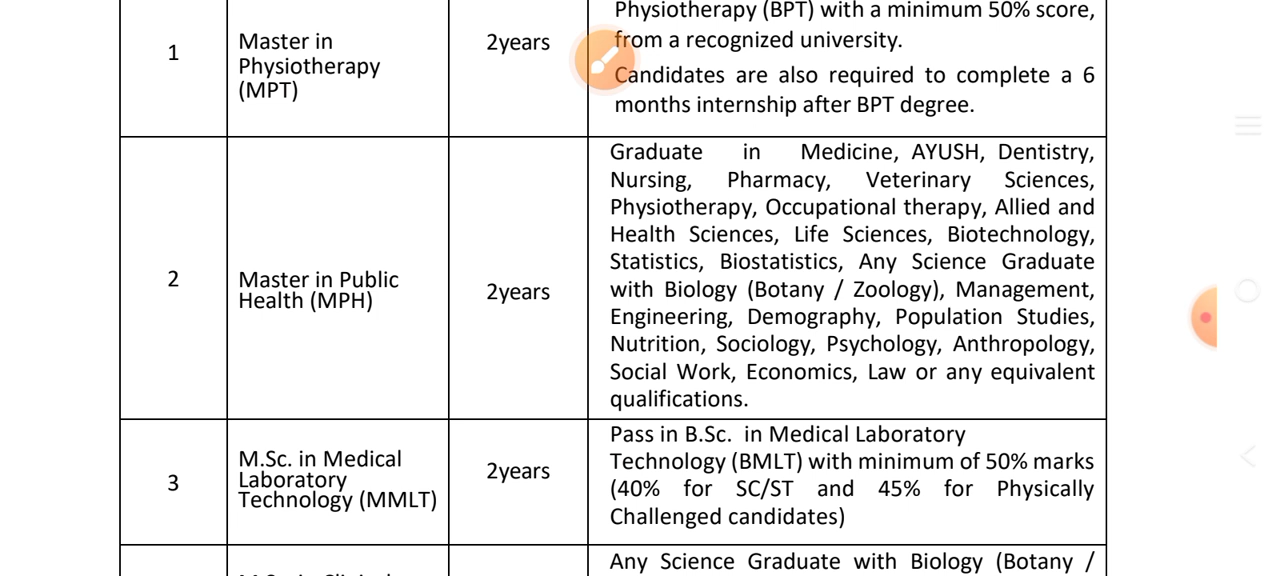 Physiotherapy (BPT) with a minimum 50% score,
from a recognized university.
Candidates are also required to complete a 6
months internship after BPT degree.
1
Master in
Physiotherapy
(MPT)
2years
Graduate in Medicine, AYUSH, Dentistry,
Nursing, Pharmacy, Veterinary Sciences,
Physiotherapy, Occupational therapy, Allied and
Health Sciences, Life Sciences, Biotechnology,
Statistics, Biostatistics, Any Science Graduate
with Biology (Botany / Zoology), Management,
Engineering, Demography, Population Studies,
Nutrition, Sociology, Psychology, Anthropology,
Social Work, Economics, Law or any equivalent
qualifications.
2
Master in Public
Health (MPH)
2years
Pass in B.Sc. in Medical Laboratory
Technology (BMLT) with minimum of 50% marks
(40% for SC/ST and 45% for Physically
Challenged candidates)
3
M.Sc. in Medical
Laboratory
Technology (MMLT)
2years
Any Science Graduate with Biology (Botany /